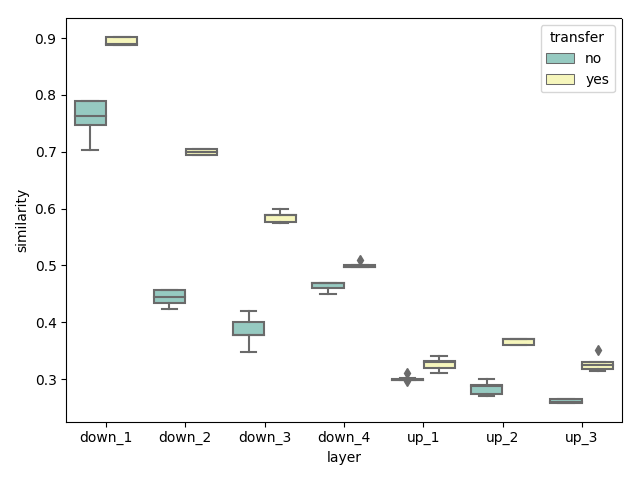 transfer
no
yes
0.9
0.8
0.7
0.6
0.5
0.4
0.3
similarity
down_1 down_2 down_3 down_4 up_1 up_2 up_3
layer